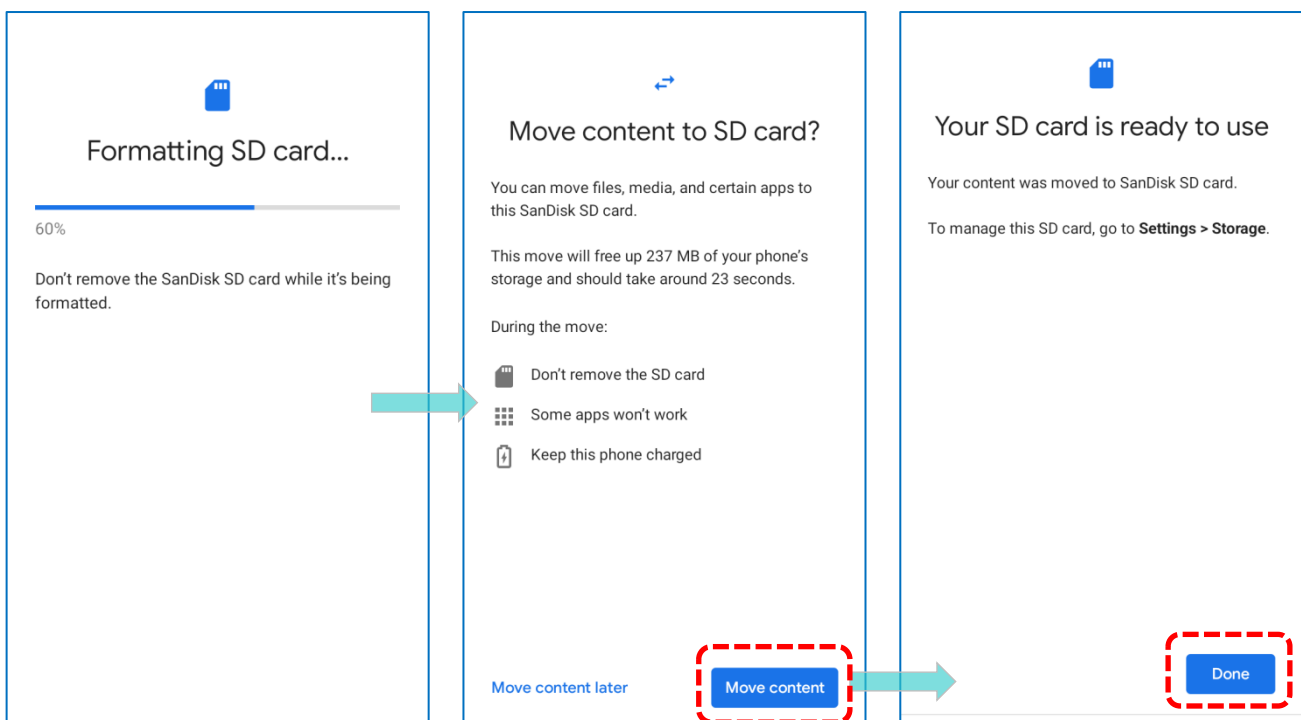 Formatting SD card...
60%
Don't remove the SanDisk SD card while it's being
formatted.
Move content to SD card?
You can move files, media, and certain apps to
this SanDisk SD card.
This move will free up 237 MB of your phone's
storage and should take around 23 seconds.
During the move:
Don't remove the SD card
Some apps won't work
Keep this phone charged
Move content later
Move content
Your SD card is ready to use
Your content was moved to SanDisk SD card.
To manage this SD card, go to Settings > Storage.
Done